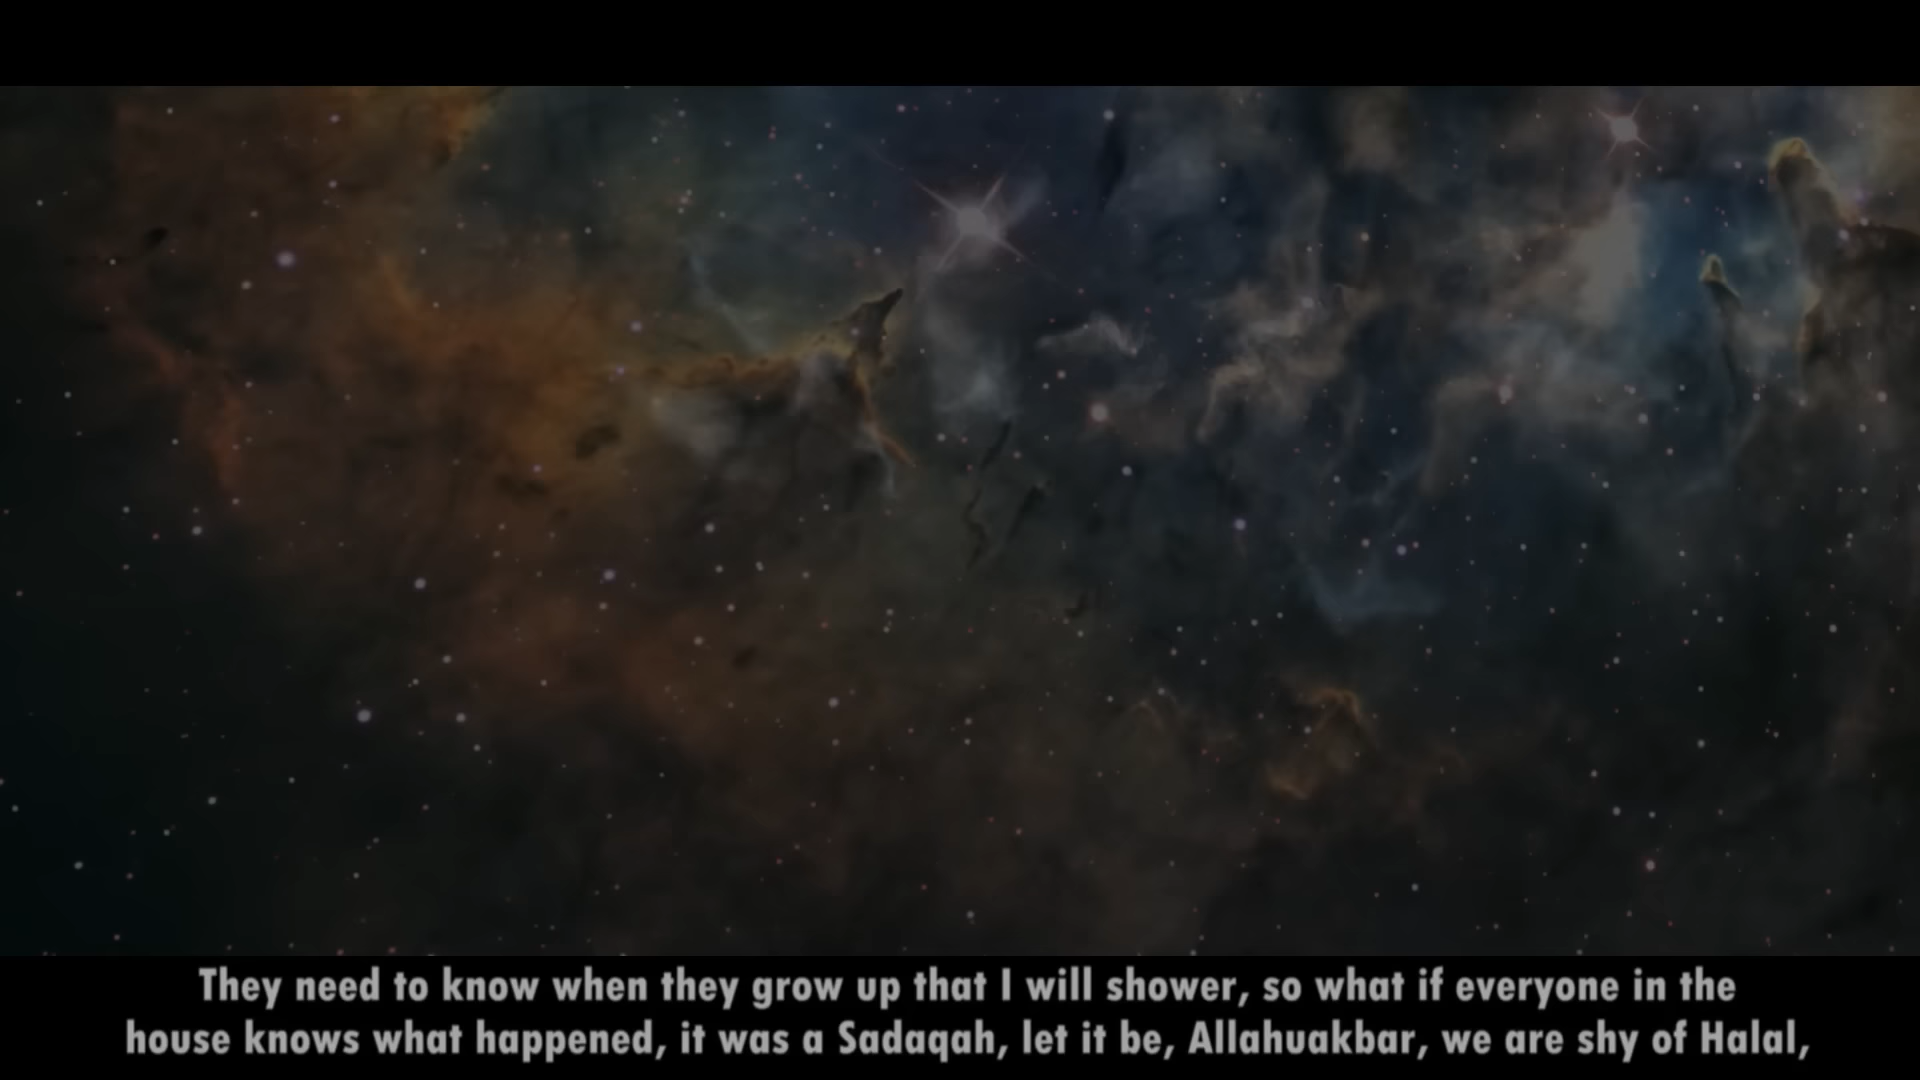 They need to know when they grow up that I will shower, so what if everyone in the
house knows what happened, it was a Sadaqah, let it be, Allahuakbar, we are shy of Halal,